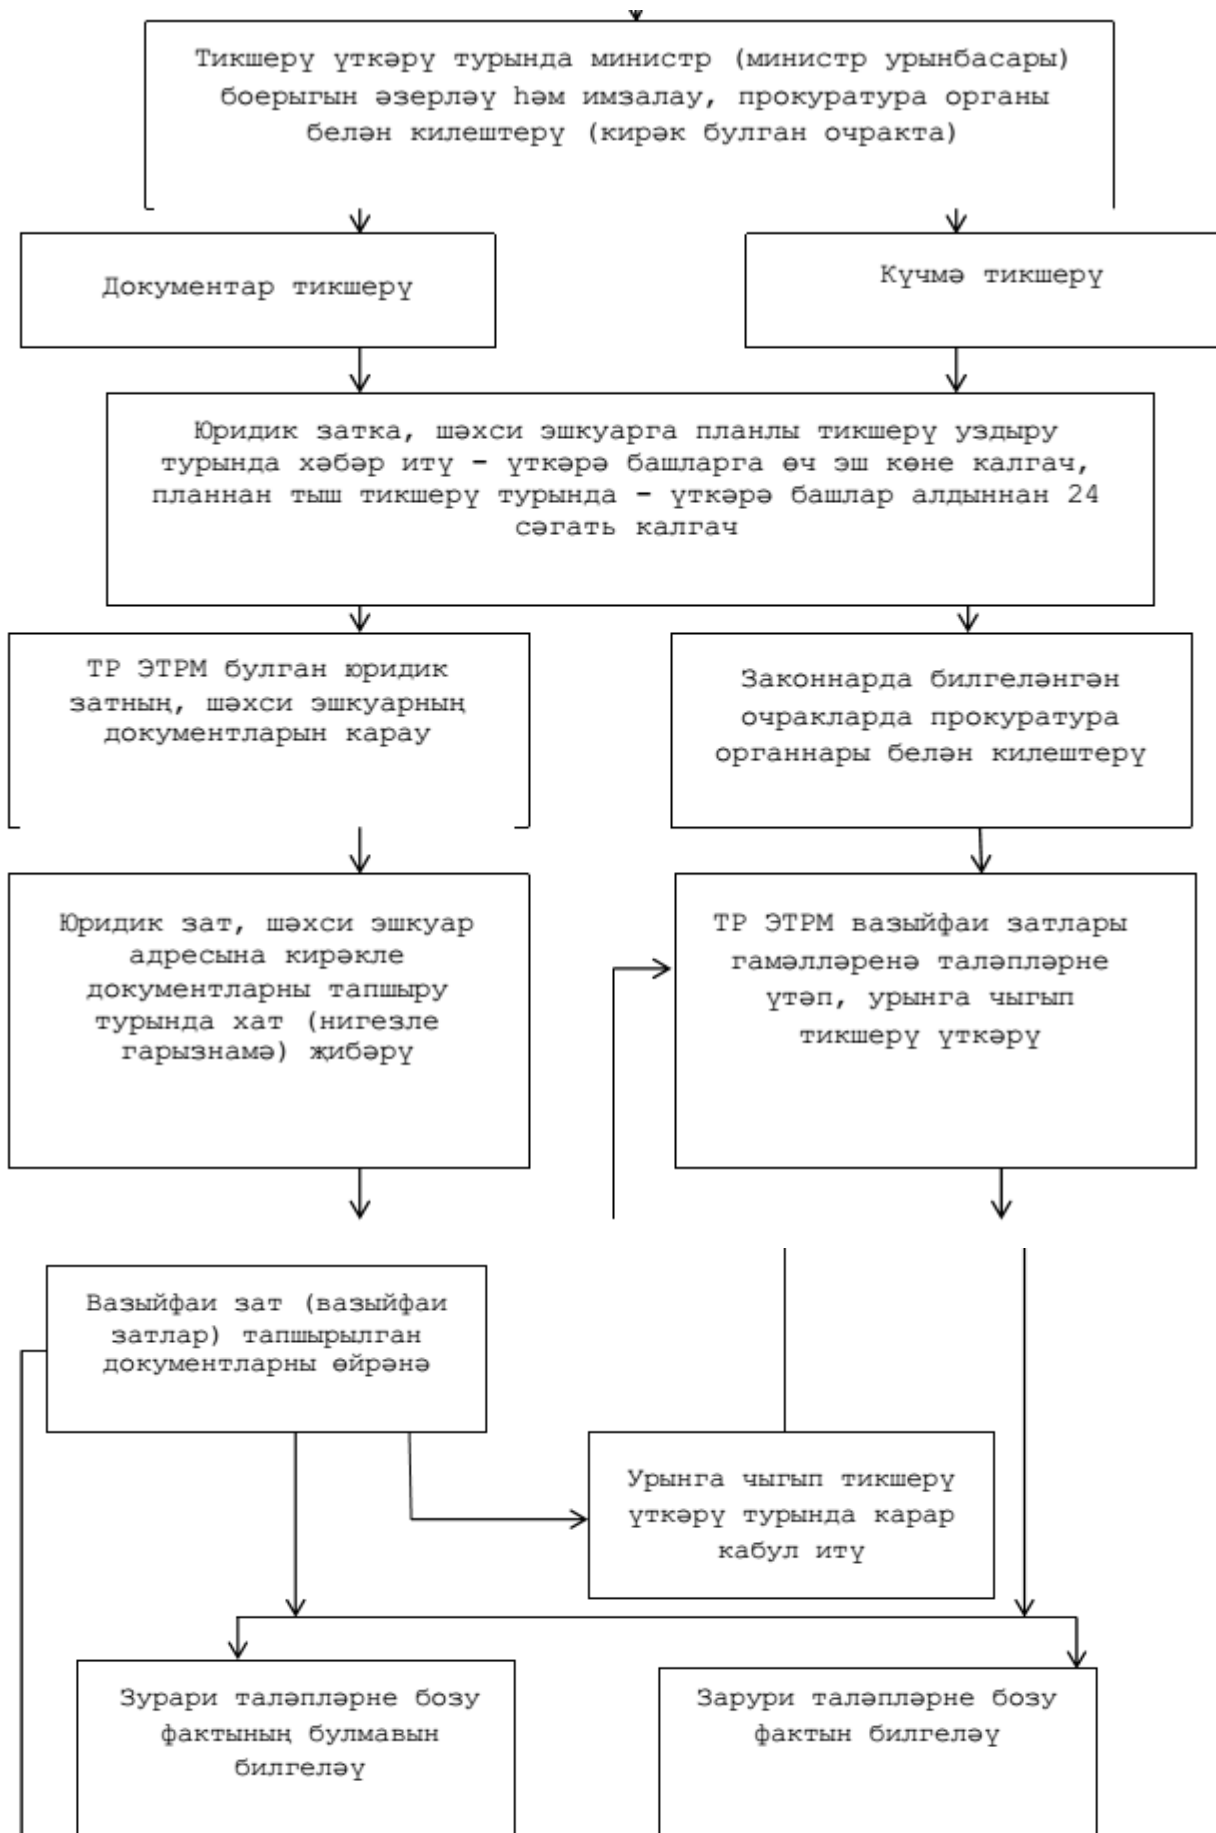 Тикшерү үткәрү турында министр (министр урынбасары)
боерыгын әзерләү һәм имзалау, прокуратура органы
белән килештерү (кирәк булган очракта)
Документар тикшерү
Күчмә тикшерү
Юридик затка, шәхси эшкуарга планлы тикшерү уздыру
турында хәбәр итү – үткәрә башларга өч эш көне калгач,
планнан тыш тикшерү турында – үткәрә башлар алдыннан 24
сәгать калгач
ТР ЭТРМ булган юридик
затның, шәхси эшкуарның
документларын карау
Законнарда билгеләнгән
очракларда прокуратура
органнары белән килештерү
Юридик зат, шәхси эшкуар
адресына кирәкле
документларны тапшыру
турында хат (нигезле
гарызнамә) җибәрү
ТР ЭТРМ вазыйфаи затлары
гамәлләренә таләпләрне
үтәп, урынга чыгып
тикшерү үткәрү
Вазыйфаи зат (вазыйфаи
затлар) тапшырылган
документларны өйрәнә
Урынга чыгып тикшерү
үткәрү турында карар
кабул итү
Зурари таләпләрне бозу
фактының булмавын
билгеләү
Зарури таләпләрне бозу
фактын билгеләү